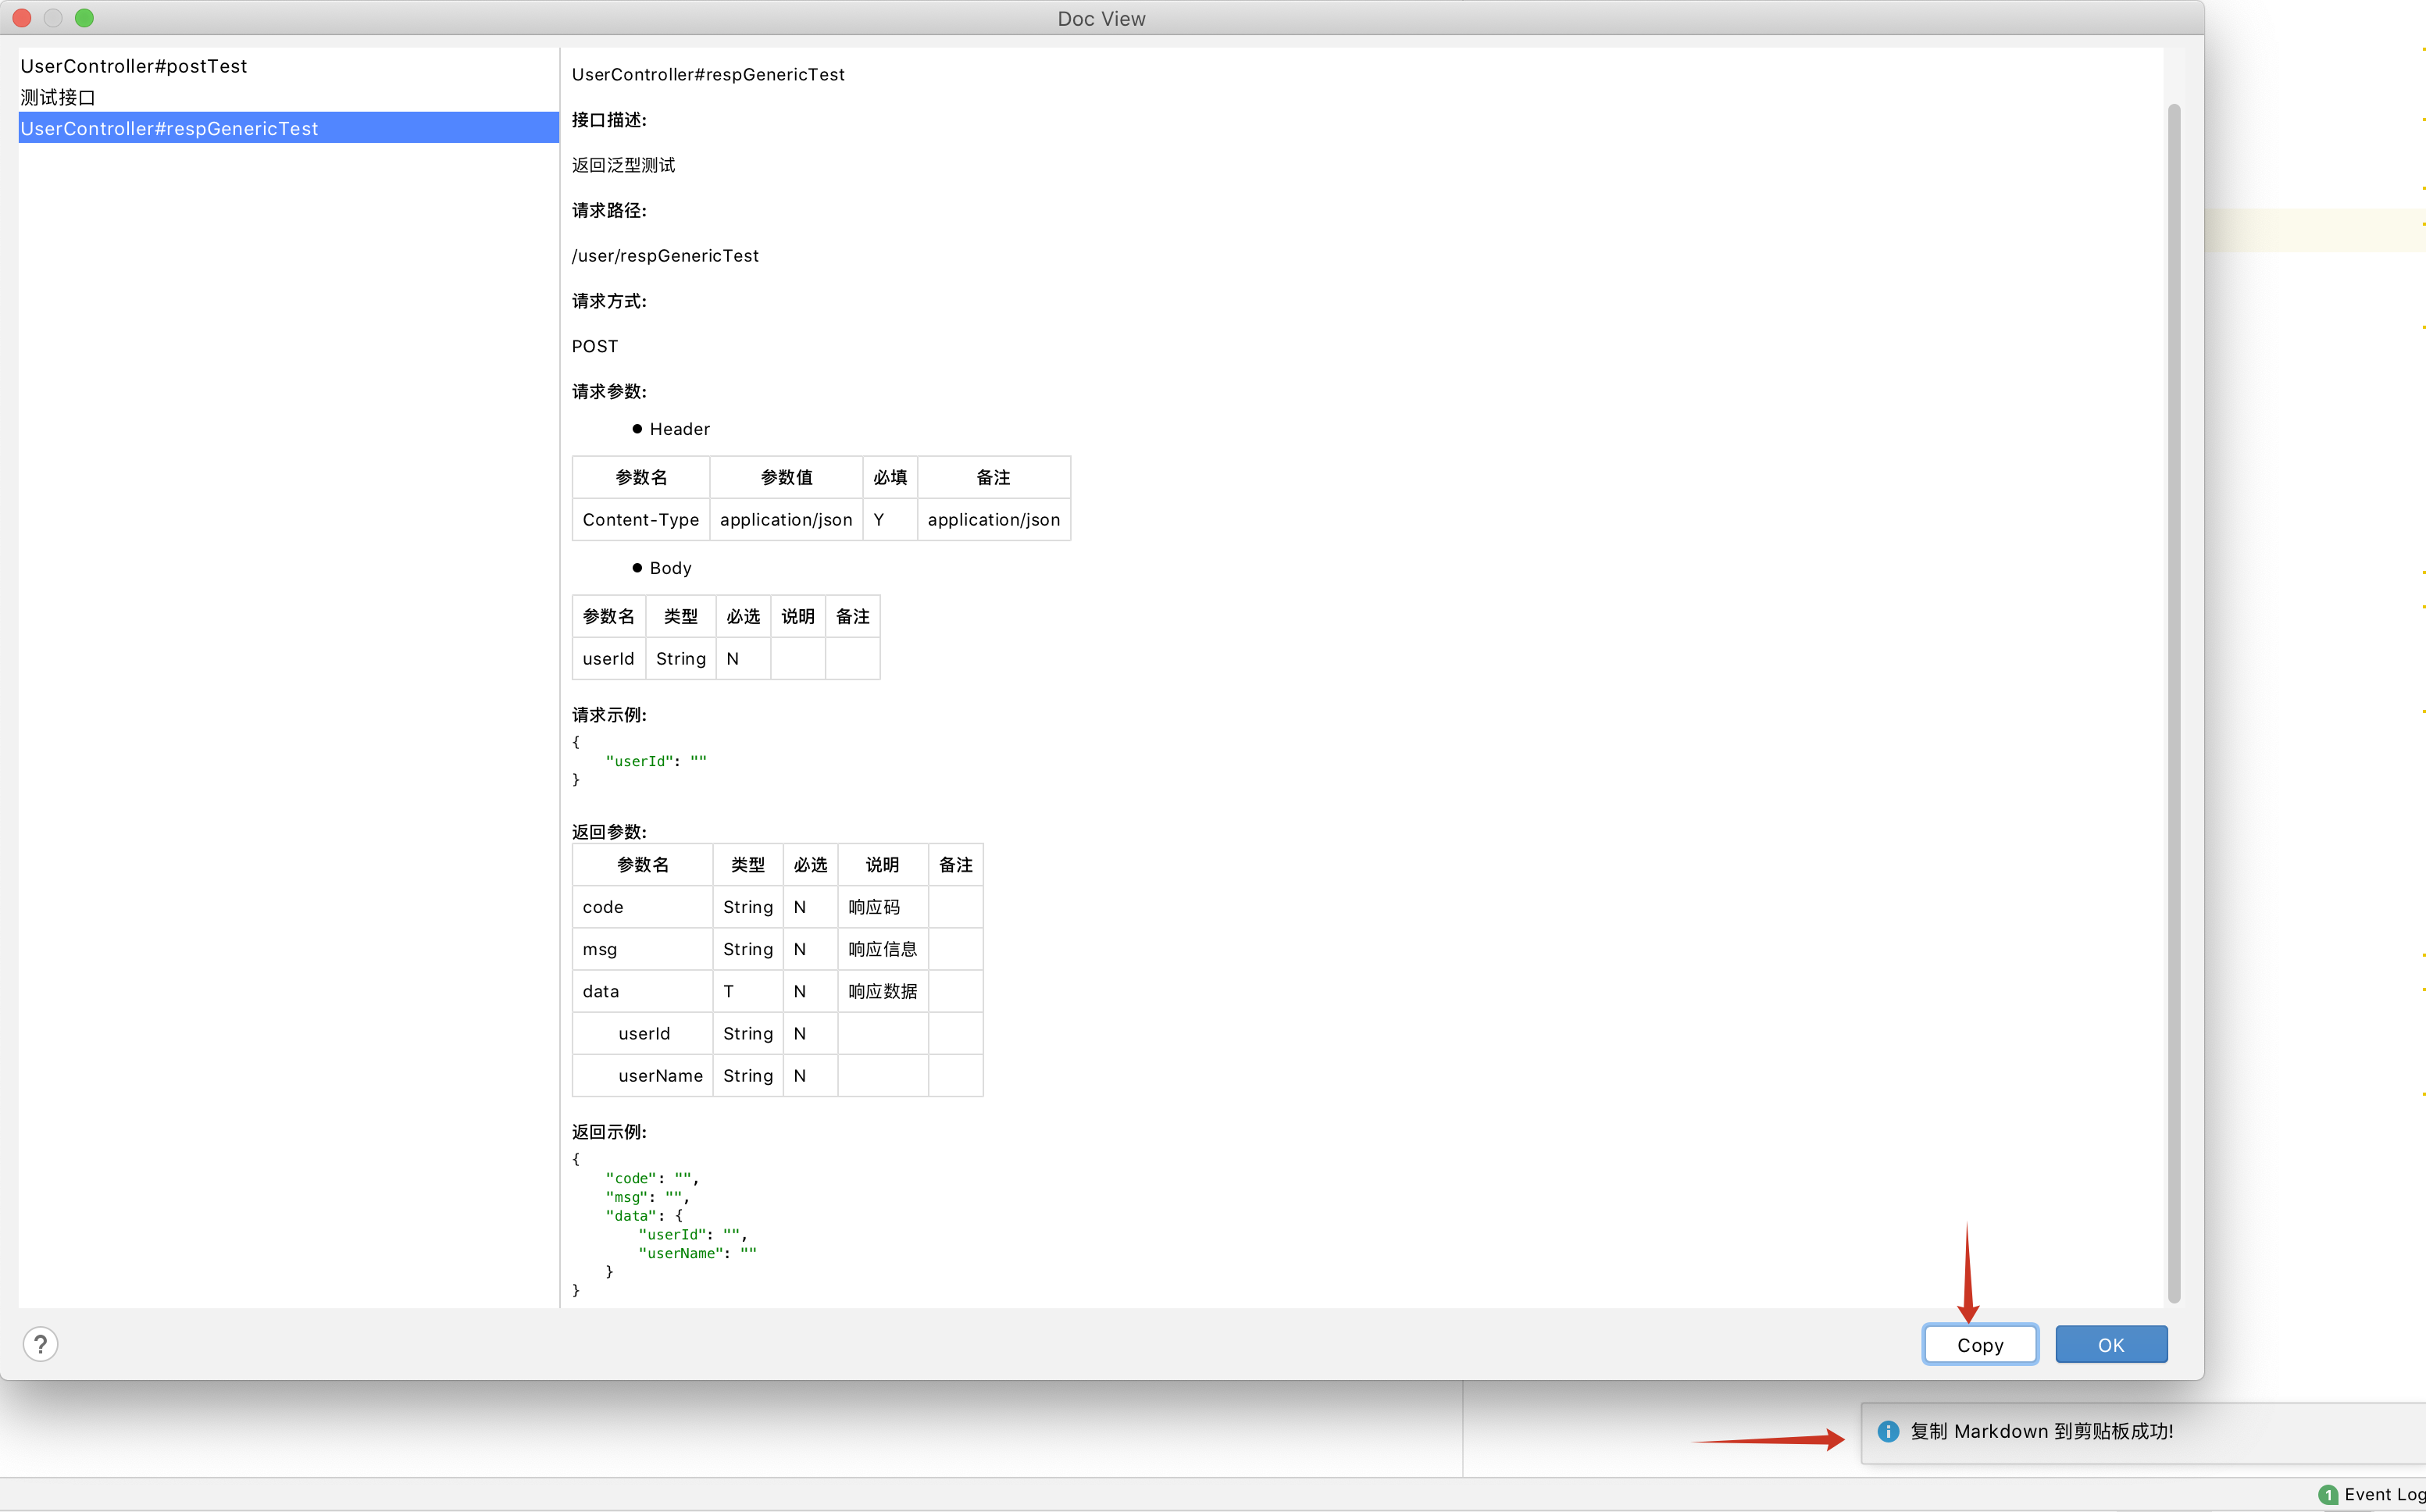 Doc View
UserController#postTest
测试接口
UserController#respGenericTest
UserController#respGenericTest
接口描述:
返回泛型测试
请求路径:
/user/respGenericTest
请求方式:
POST
请求参数:
● Header
参数名 参数值 必填 备注
Content-Type application/json Y application/json
● Body
参数名 类型 必选 说明 备注
userId String N
请求示例:
{
"userId": ""
}
返回参数:
参数名 类型 必选 说明 备注
code String N 响应码
msg String N 响应信息
data T N 响应数据
userId String N
userName String N
返回示例:
{
"code": "",
"msg": "",
"data": {
"userId": "",
"userName": ""
}
}
?
Copy OK
复制 Markdown 到剪贴板成功!
1 Event Log